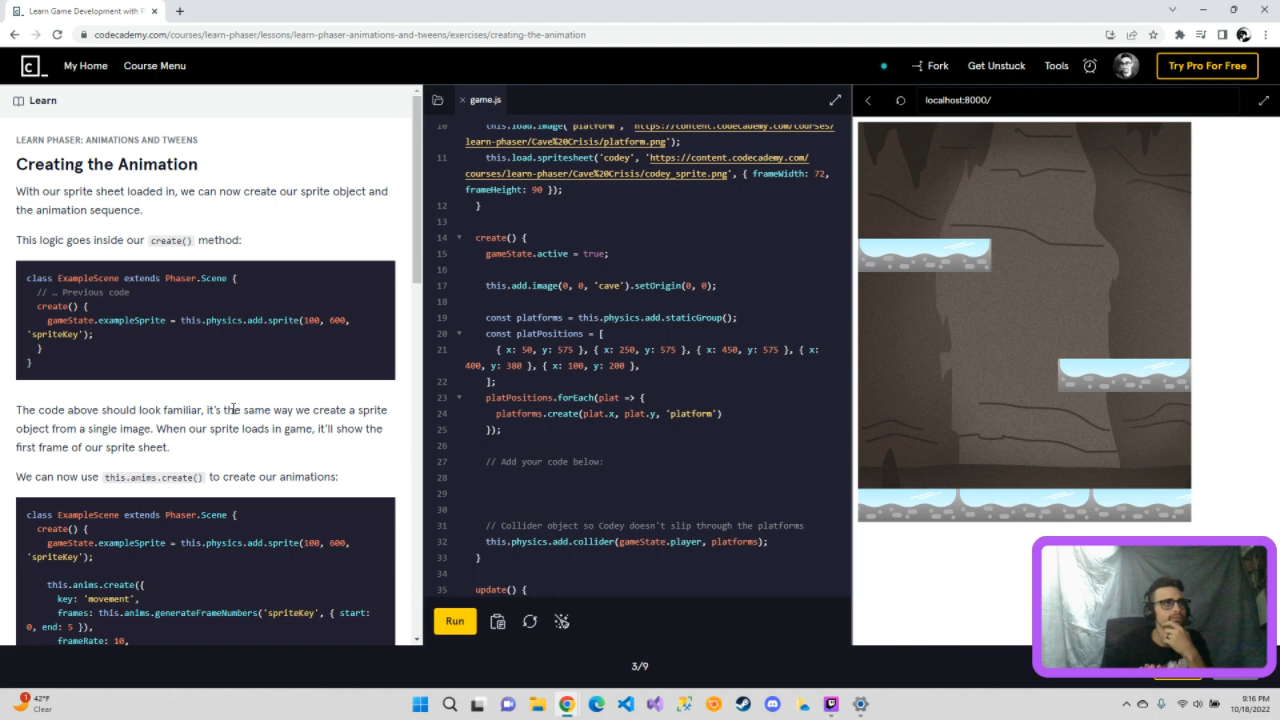 Learn Game Development with P
codecademy.com/courses/learn-phaser/lessons/learn-phaser-animations-and-tweens/exercises/creating-the-animation
My Home
Course Menu
Fork
Get Unstuck
Tools
Try Pro For Free
Learn
LEARN PHASER: ANIMATIONS AND TWEENS
Creating the Animation
With our sprite sheet loaded in, we can now create our sprite object and
the animation sequence.
This logic goes inside our create() method:
class ExampleScene extends Phaser.Scene {
// … Previous code
create() {
gameState.exampleSprite = this.physics.add.sprite(100, 600,
'spriteKey');
}
}
The code above should look familiar, it's the same way we create a sprite
object from a single image. When our sprite loads in game, it'll show the
first frame of our sprite sheet.
We can now use this.anims.create() to create our animations:
class ExampleScene extends Phaser.Scene {
create() {
gameState.exampleSprite = this.physics.add.sprite(100, 600,
'spriteKey');
this.anims.create({
key: 'movement',
frames: this.anims.generateFrameNumbers('spriteKey', { start:
0, end: 5 }),
frameRate: 10,
game.js
10 this.load.image('platform', 'https://content.codecademy.com/courses/
learn-phaser/Cave%20Crisis/platform.png');
11 this.load.spritesheet('codey', 'https://content.codecademy.com/
courses/learn-phaser/Cave%20Crisis/codey_sprite.png', { frameWidth: 72,
frameHeight: 90 });
12 }
13
14 create() {
15 gameState.active = true;
16
17 this.add.image(0, 0, 'cave').setOrigin(0, 0);
18
19 const platforms = this.physics.add.staticGroup();
20 const platPositions = [
21 { x: 50, y: 575 }, { x: 250, y: 575 }, { x: 450, y: 575 }, { x:
400, y: 380 }, { x: 100, y: 200 },
22 ];
23 platPositions.forEach(plat => {
24 platforms.create(plat.x, plat.y, 'platform')
25 });
26
27 // Add your code below:
28
29
30
31 // Collider object so Codey doesn't slip through the platforms
32 this.physics.add.collider(gameState.player, platforms);
33 }
34
35 update() {
Run
localhost:8000/
3/9
1
42°F
Clear
9:16 PM
10/18/2022